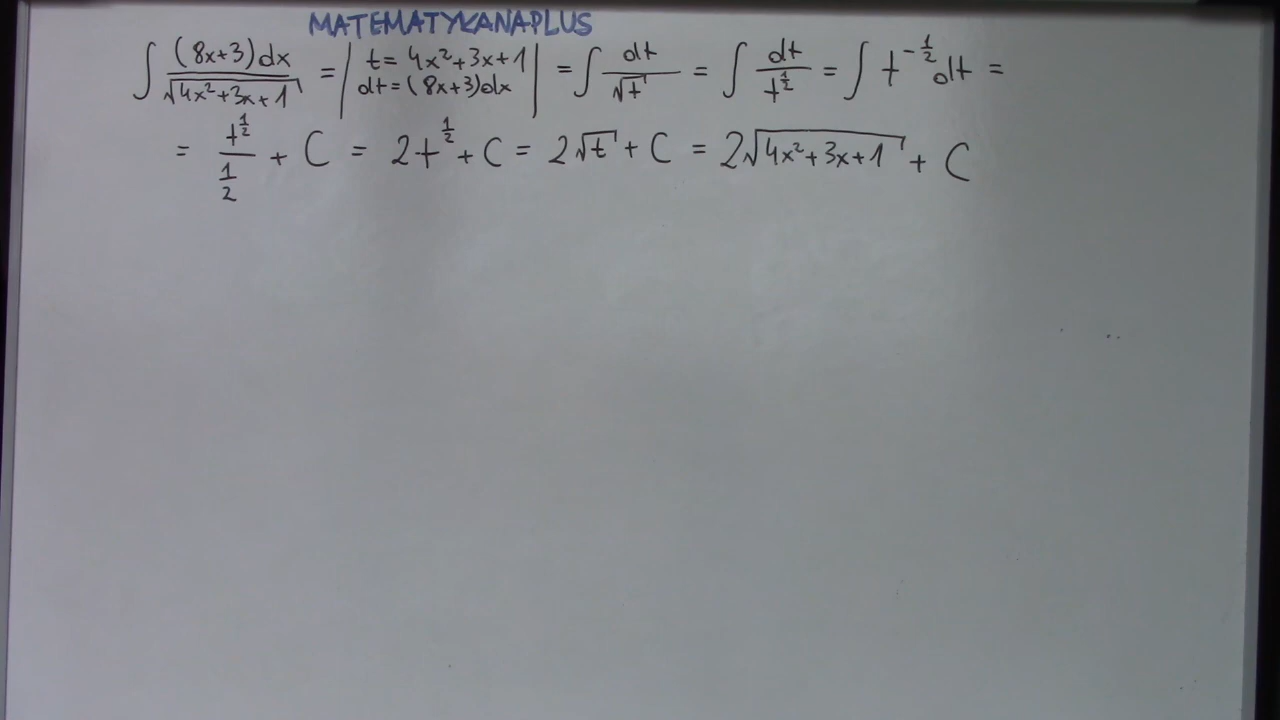 MATEMATYKANAPLUS
∫ (8x+3)dx / √(4x²+3x+1) = | t = 4x²+3x+1 dt = (8x+3)dx | = ∫ dt / √t = ∫ dt / t^(1/2) = ∫ t^(-1/2) dt =
= t^(1/2) / (1/2) + C = 2t^(1/2) + C = 2√t + C = 2√(4x²+3x+1) + C